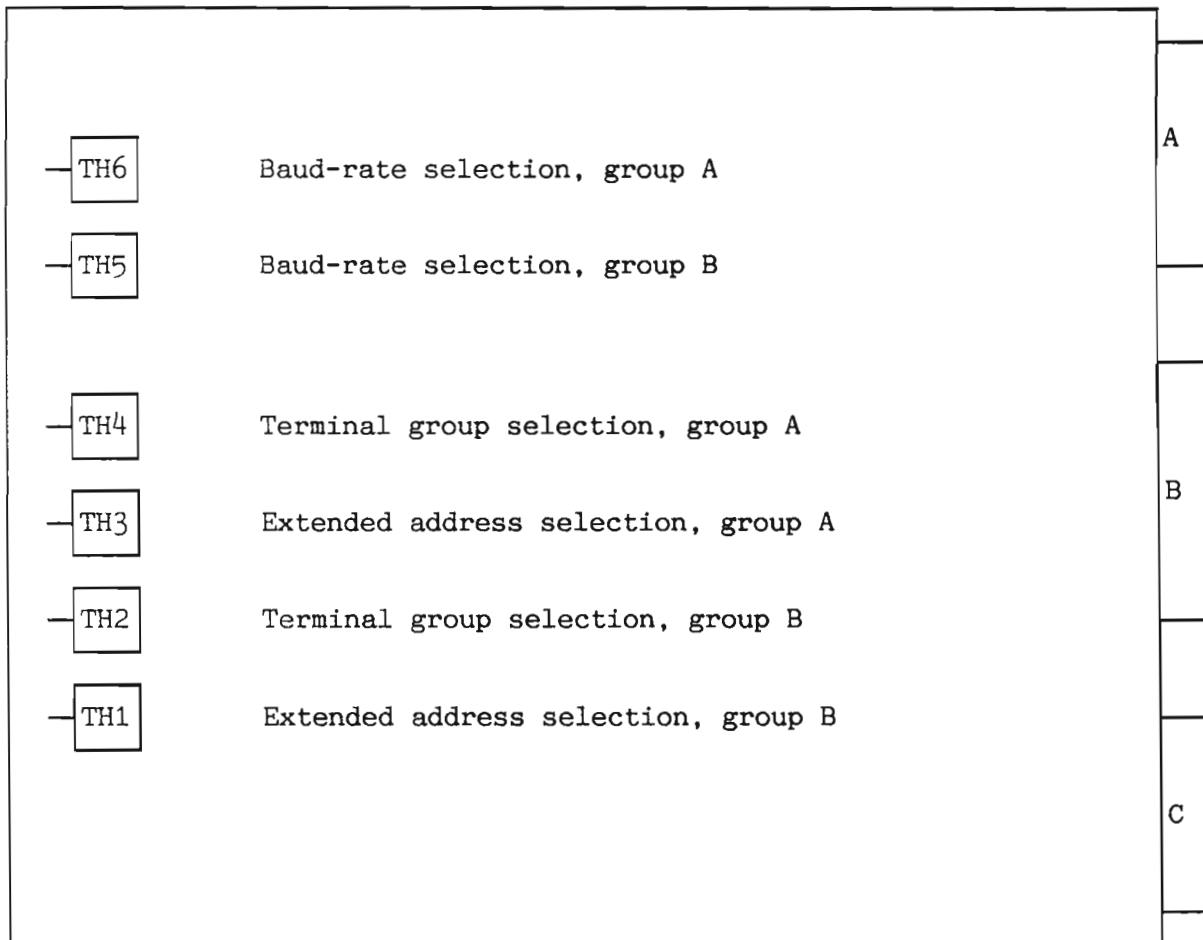 TH6 Baud-rate selection, group A
A
TH5 Baud-rate selection, group B
TH4 Terminal group selection, group A
B
TH3 Extended address selection, group A
TH2 Terminal group selection, group B
TH1 Extended address selection, group B
C